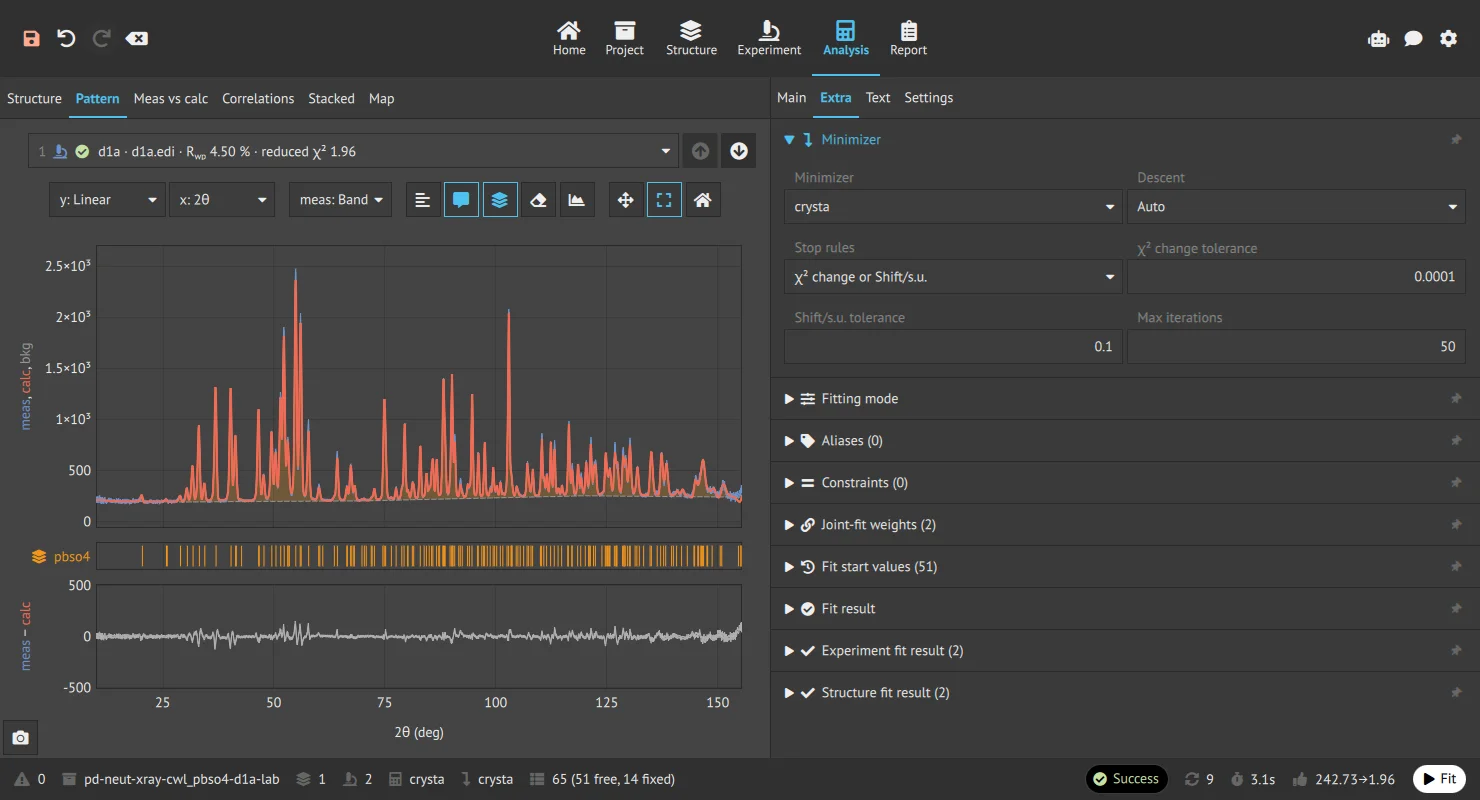 Home
Project
Structure
Experiment
Analysis
Report
Structure
Pattern
Meas vs calc
Correlations
Stacked
Map
1 d1a · d1a.edi · Rwp 4.50 % · reduced χ² 1.96
y: Linear
x: 2θ
meas: Band
meas, calc, bkg
2.5×10³
2×10³
1.5×10³
1×10³
500
0
pbso4
meas − calc
500
0
-500
25
50
75
100
125
150
2θ (deg)
Main
Extra
Text
Settings
Minimizer
Minimizer
Descent
crysta
Auto
Stop rules
χ² change tolerance
χ² change or Shift/s.u.
0.0001
Shift/s.u. tolerance
Max iterations
0.1
50
Fitting mode
Aliases (0)
Constraints (0)
Joint-fit weights (2)
Fit start values (51)
Fit result
Experiment fit result (2)
Structure fit result (2)
0
pd-neut-xray-cwl_pbso4-d1a-lab
1
2
crysta
crysta
65 (51 free, 14 fixed)
Success
9
3.1s
242.73→1.96
Fit